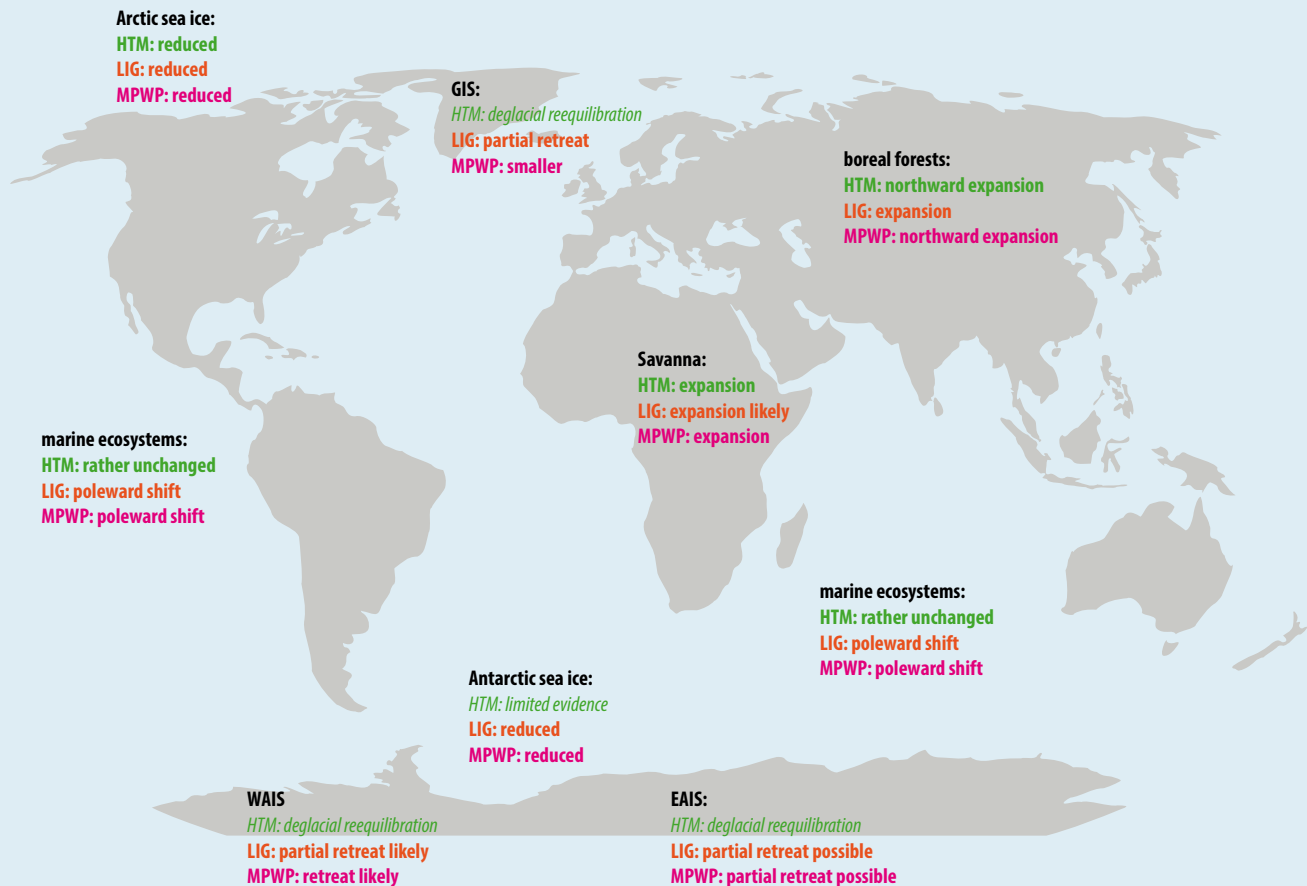 Arctic sea ice:
HTM: reduced
LIG: reduced
MPWP: reduced
GIS:
HTM: deglacial reequilibration
LIG: partial retreat
MPWP: smaller
boreal forests:
HTM: northward expansion
LIG: expansion
MPWP: northward expansion
Savanna:
HTM: expansion
LIG: expansion likely
MPWP: expansion
marine ecosystems:
HTM: rather unchanged
LIG: poleward shift
MPWP: poleward shift
marine ecosystems:
HTM: rather unchanged
LIG: poleward shift
MPWP: poleward shift
Antarctic sea ice:
HTM: limited evidence
LIG: reduced
MPWP: reduced
WAIS
HTM: deglacial reequilibration
LIG: partial retreat likely
MPWP: retreat likely
EAIS:
HTM: deglacial reequilibration
LIG: partial retreat possible
MPWP: partial retreat possible